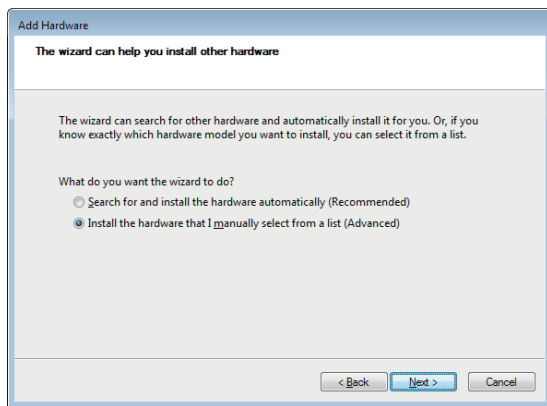 Add Hardware
The wizard can help you install other hardware
The wizard can search for other hardware and automatically install it for you. Or, if you
know exactly which hardware model you want to install, you can select it from a list.
What do you want the wizard to do?
Search for and install the hardware automatically (Recommended)
Install the hardware that I manually select from a list (Advanced)
< Back Next > Cancel